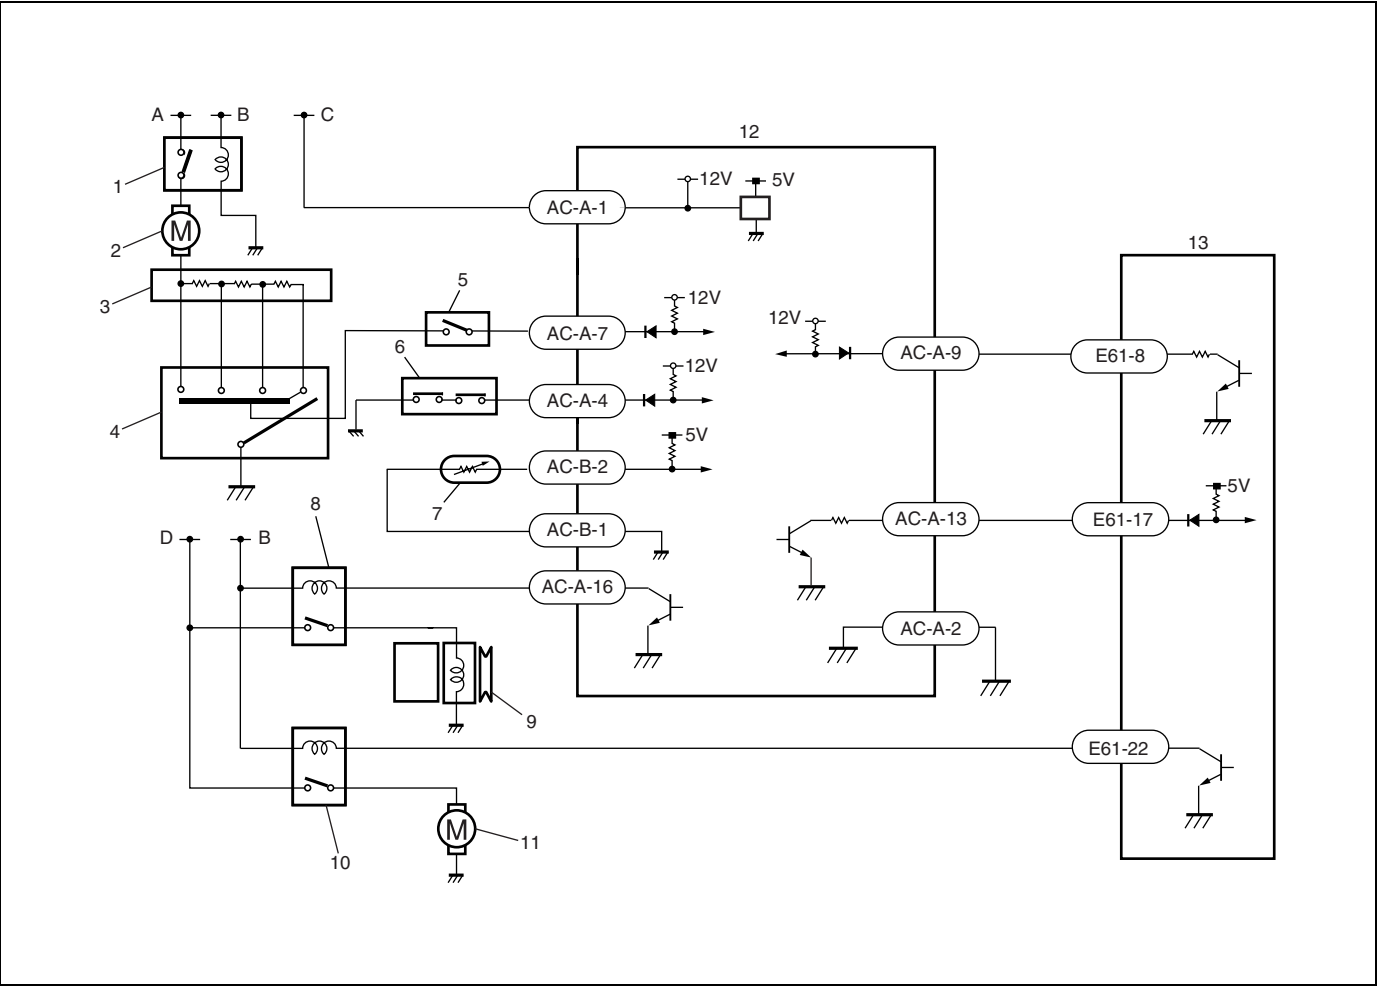 A
B
C
12
1
12V
5V
AC-A-1
M
2
13
3
5
12V
12V
AC-A-7
AC-A-9
E61-8
6
12V
AC-A-4
4
5V
AC-B-2
5V
8
7
AC-A-13
E61-17
AC-B-1
D
B
AC-A-16
AC-A-2
9
E61-22
M
11
10